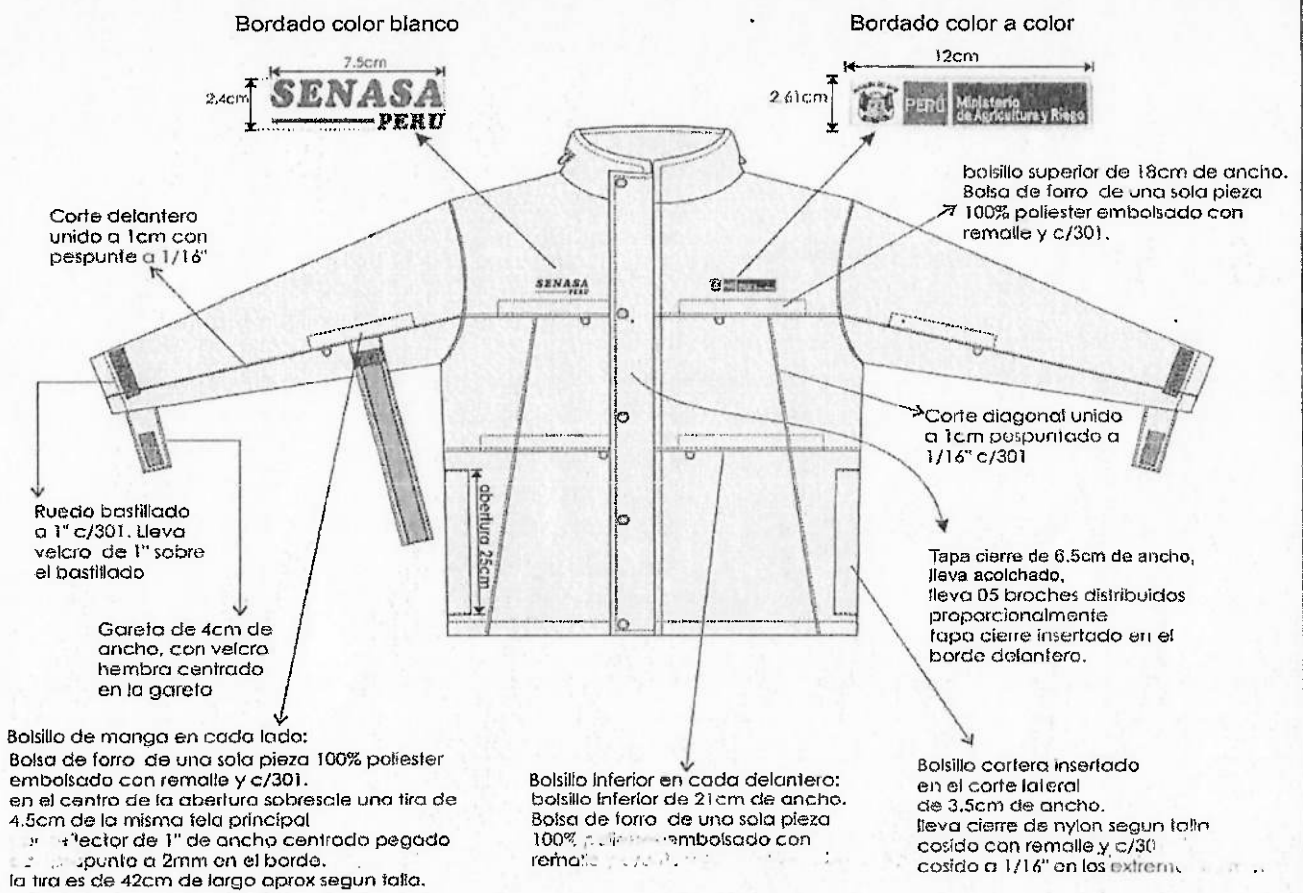 Bordado color blanco
Bordado color a color
7.5cm
12cm
2.4cm
SENASA
PERU
2.61cm
PERÚ
Ministerio
de Agricultura y Riego
bolsillo superior de 18cm de ancho.
Bolsa de forro de una sola pieza
100% poliester embolsado con
remalle y c/301.
Corte delantero
unido a 1cm con
pespunte a 1/16"
SENASA
PERU
Corte diagonal unido
a 1cm pespuntado a
1/16" c/301
abertura 25cm
Ruedo bastillado
a 1" c/301. Lleva
velcro de 1" sobre
el bastillado
Tapa cierre de 6.5cm de ancho,
lleva acolchado,
lleva 05 broches distribuidos
proporcionalmente
tapa cierre insertado en el
borde delantero.
Gareta de 4cm de
ancho, con velcro
hembra centrado
en la gareta
Bolsillo de manga en cada lado:
Bolsa de forro de una sola pieza 100% poliester
embolsado con remalle y c/301.
en el centro de la abertura sobresale una tira de
4.5cm de la misma tela principal
de 1" de ancho centrado pegado
a 2mm en el borde.
la tira es de 42cm de largo aprox segun talla.
Bolsillo Inferior en cada delantero:
bolsillo Inferior de 21cm de ancho.
Bolsa de forro de una sola pieza
100% embolsado con
Bolsillo cartera insertado
en el corte lateral
de 3.5cm de ancho.
lleva cierre de nylon segun talla
cosido con remalle y
cosido a 1/16" en los